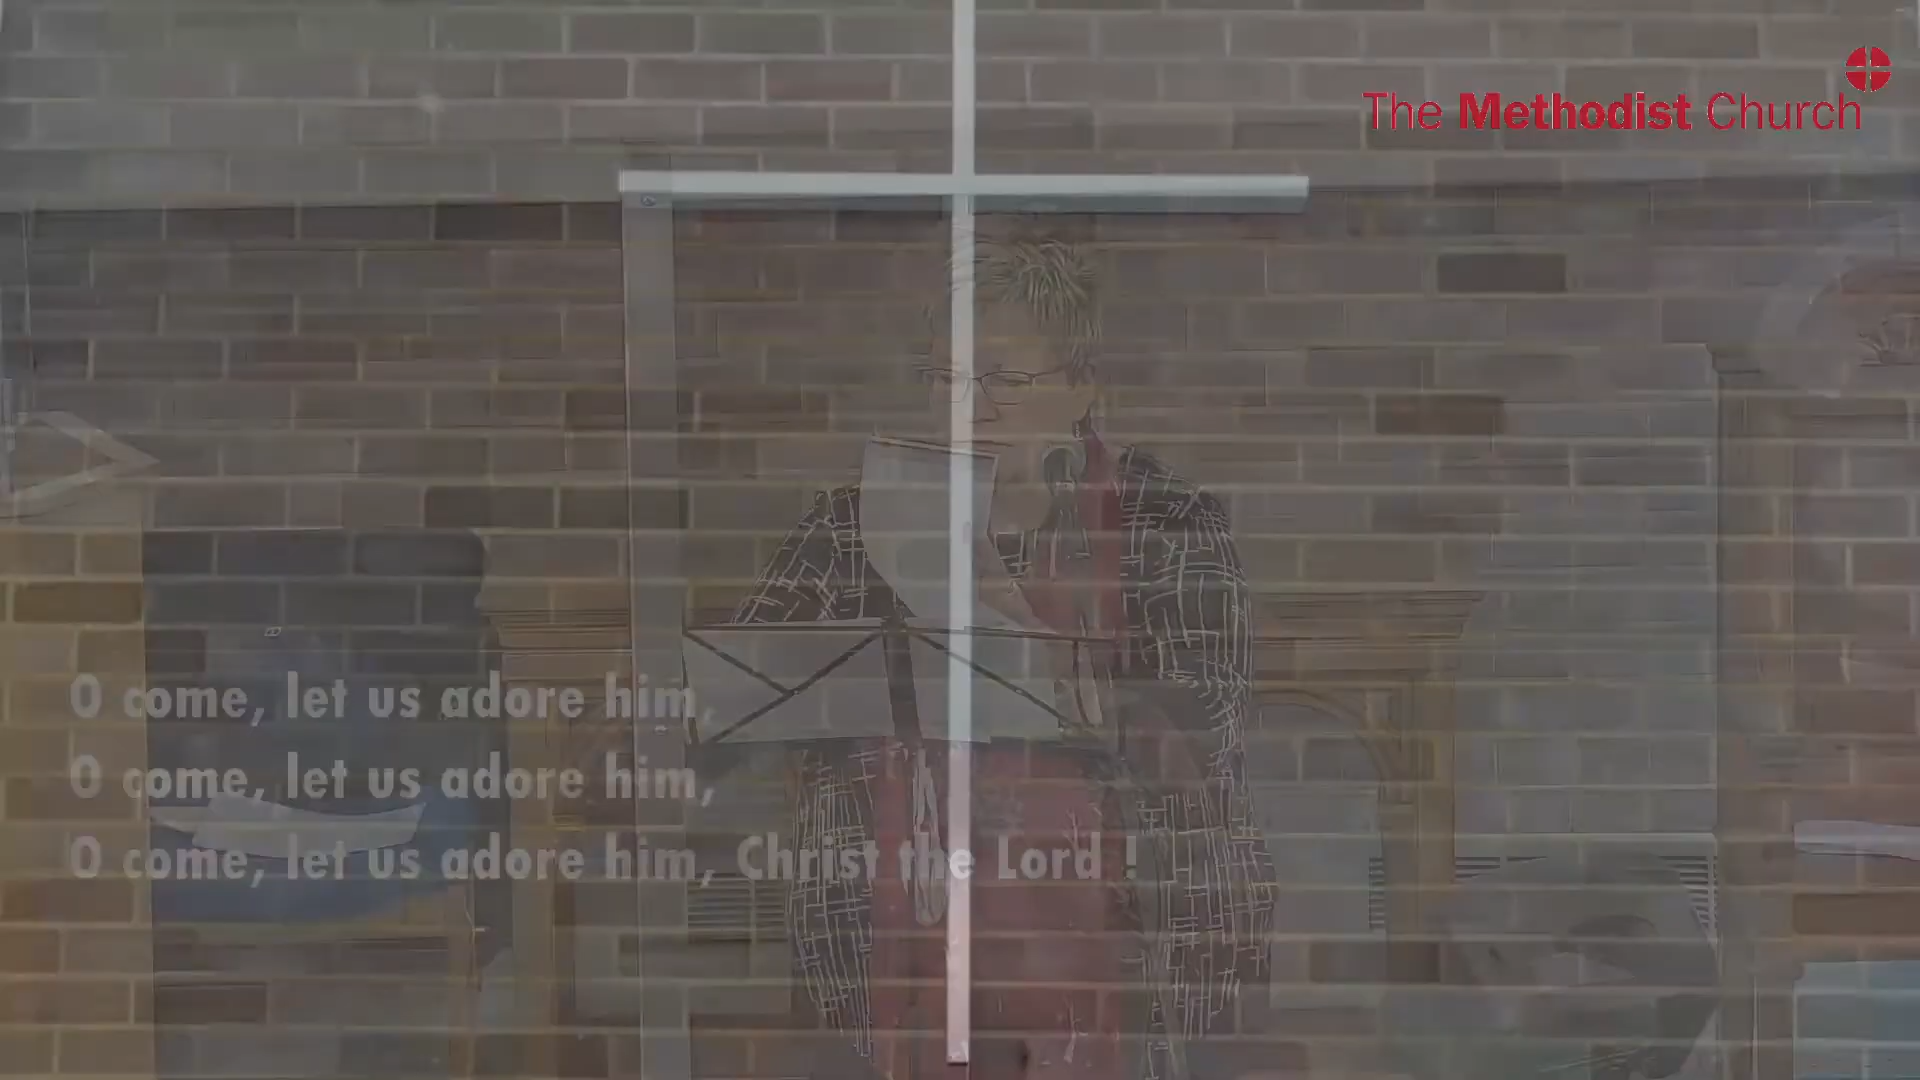 The Methodist Church
O come, let us adore him,
O come, let us adore him,
O come, let us adore him, Christ the Lord !